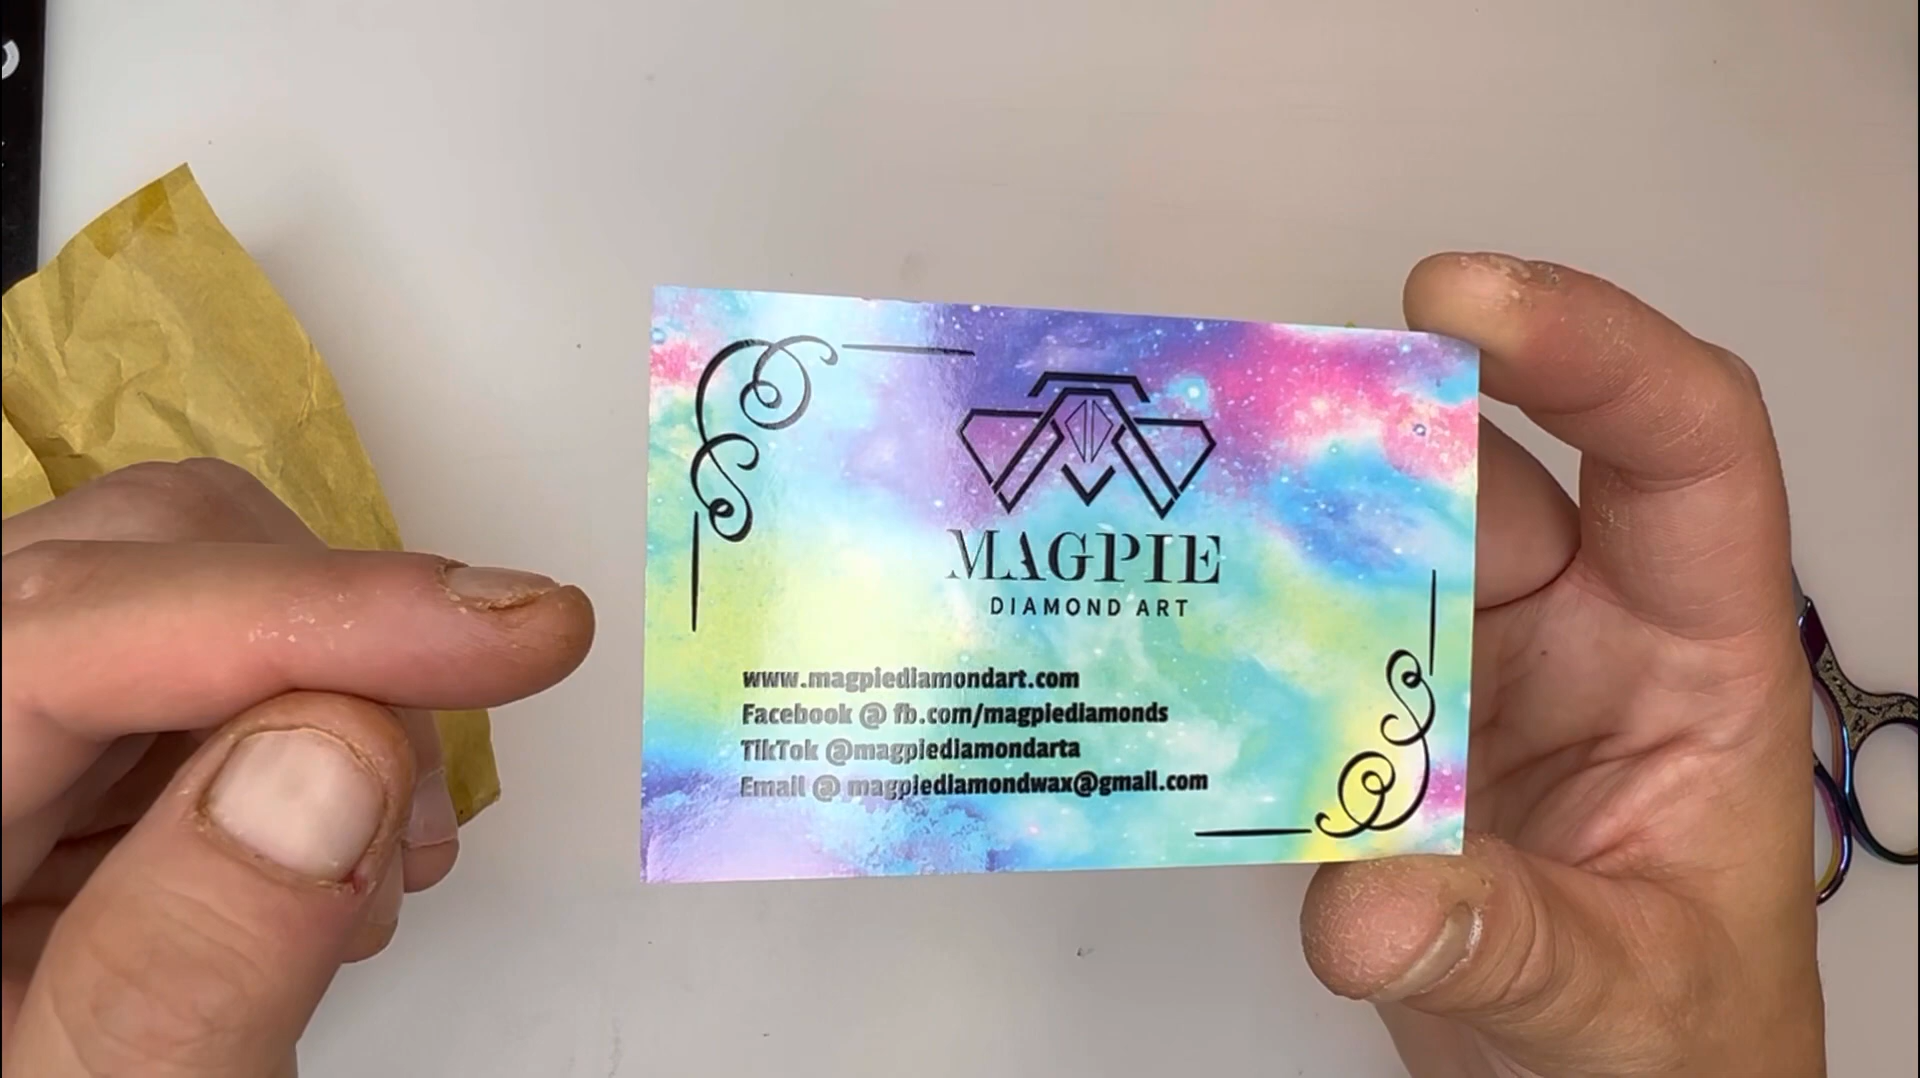 MAGPIE
DIAMOND ART
www.magpiediamondart.com
Facebook @ fb.com/magpiediamonds
TikTok @magpiediamondarta
Email @ magpiediamondwax@gmail.com